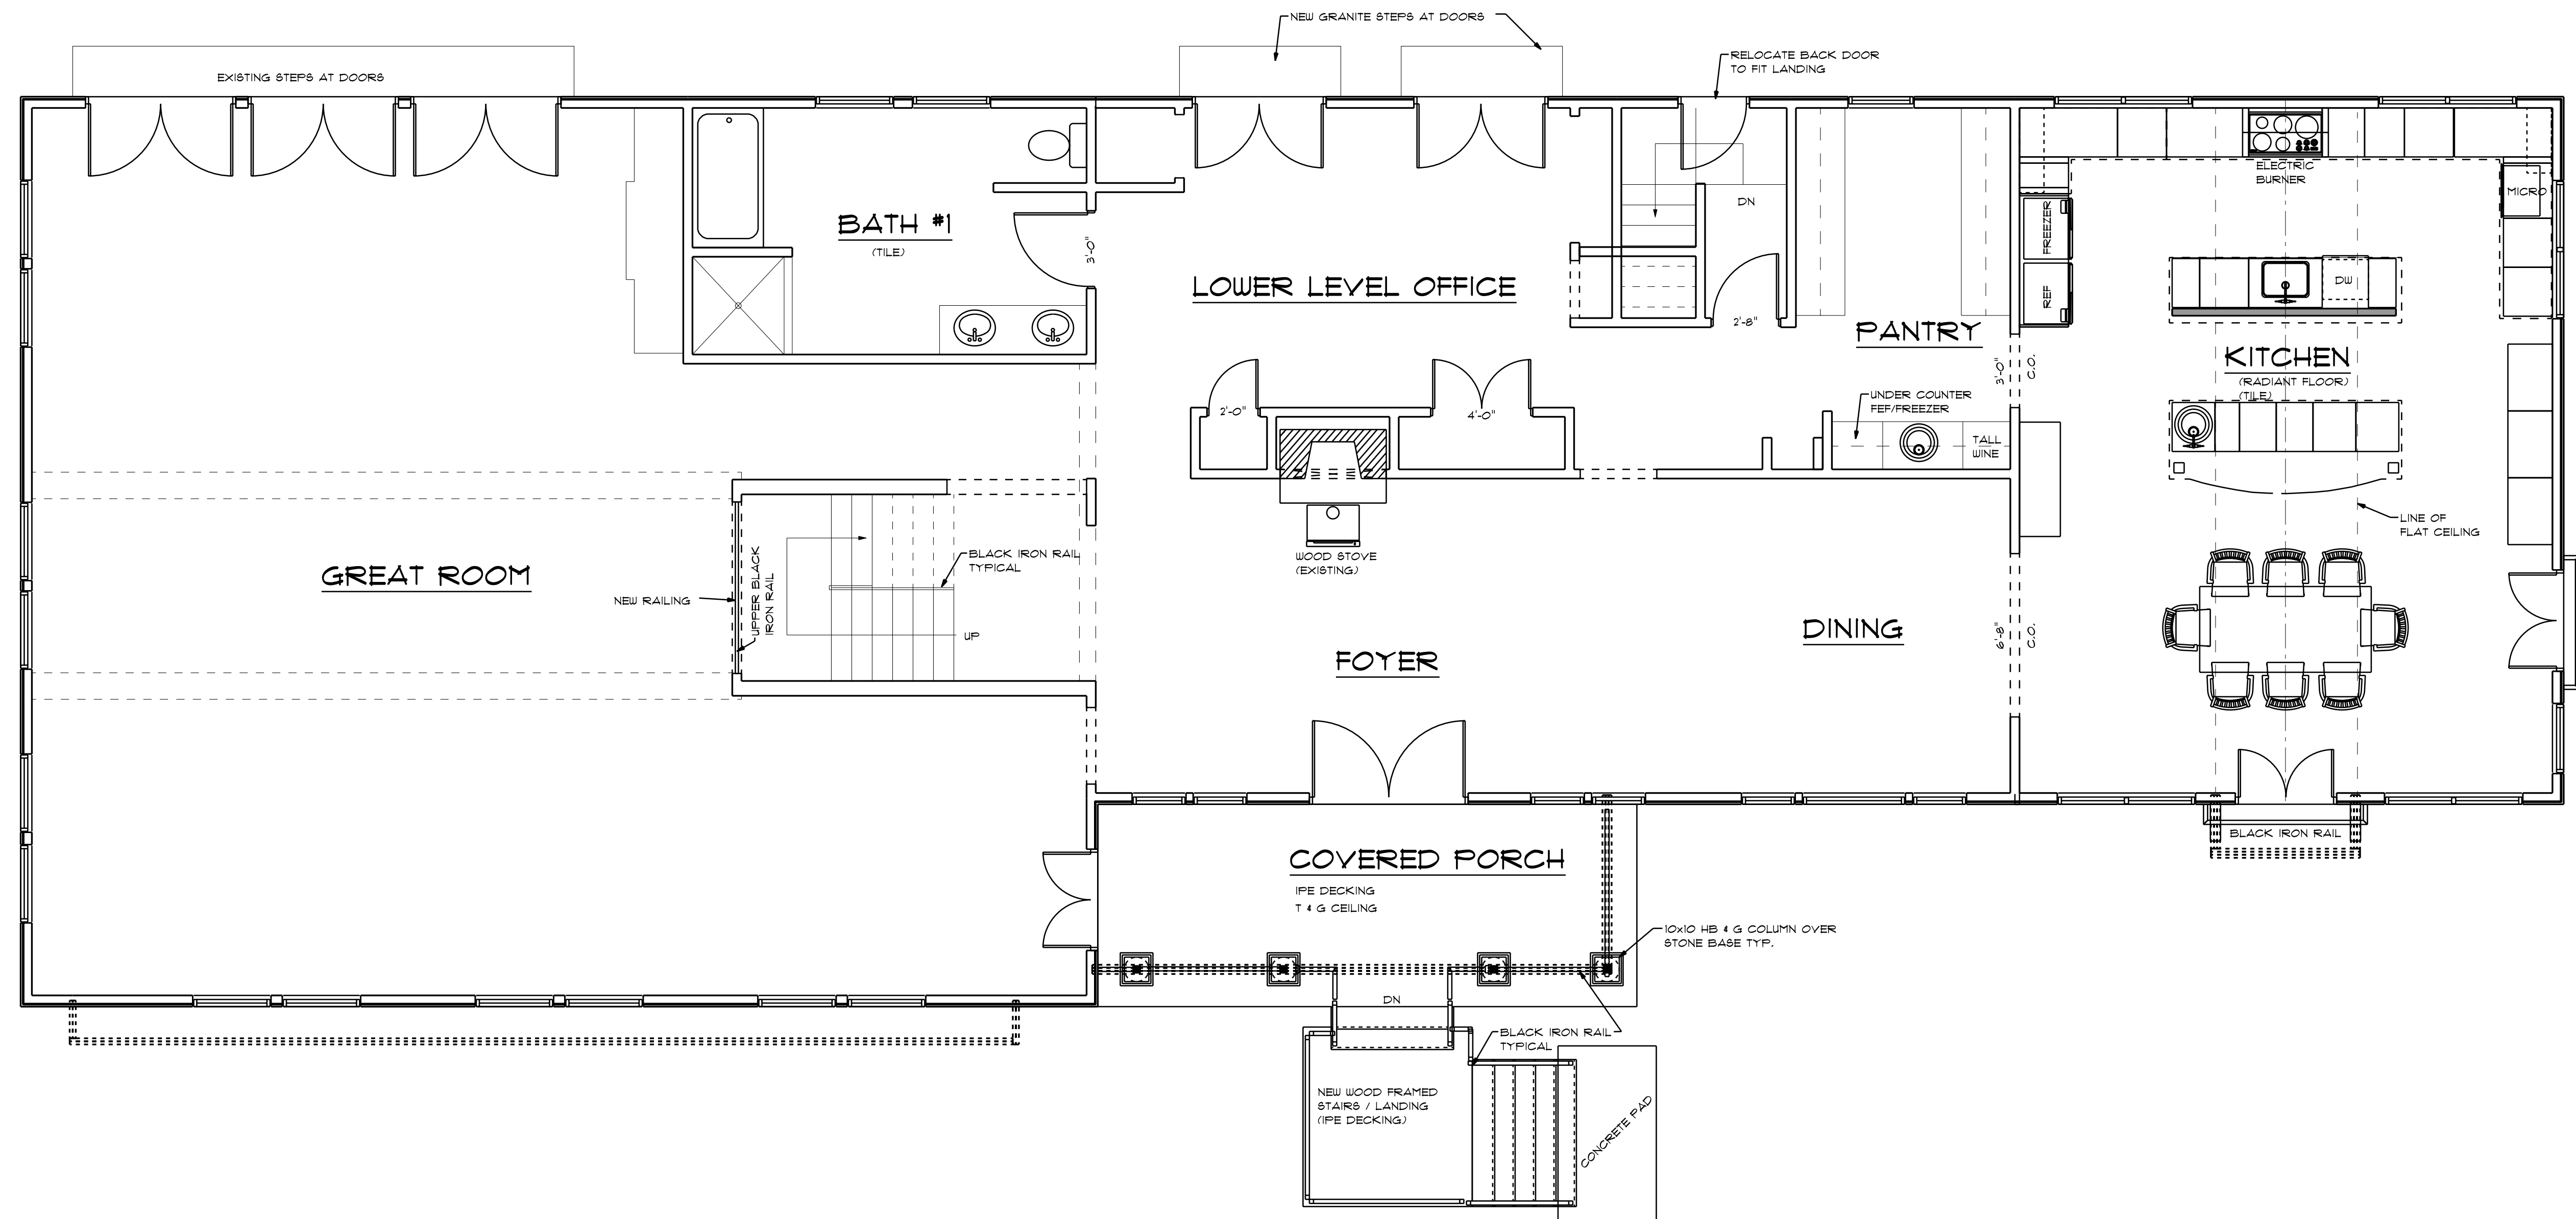 NEW GRANITE STEPS AT DOORS
RELOCATE BACK DOOR
TO FIT LANDING
EXISTING STEPS AT DOORS
ELECTRIC
BURNER
MICRO
DN
BATH #1
(TILE)
3'-0"
FREEZER
REF
LOWER LEVEL OFFICE
DW
2'-8"
PANTRY
KITCHEN
(RADIANT FLOOR)
(TILE)
3'-0"
C.O.
UNDER COUNTER
FEF/FREEZER
2'-0"
4'-0"
TALL
WINE
LINE OF
FLAT CEILING
BLACK IRON RAIL
TYPICAL
WOOD STOVE
(EXISTING)
GREAT ROOM
NEW RAILING
UPPER BLACK
IRON RAIL
UP
DINING
6'-8"
C.O.
FOYER
BLACK IRON RAIL
COVERED PORCH
IPE DECKING
T & G CEILING
10x10 HB & G COLUMN OVER
STONE BASE TYP.
DN
BLACK IRON RAIL
TYPICAL
NEW WOOD FRAMED
STAIRS / LANDING
(IPE DECKING)
CONCRETE PAD